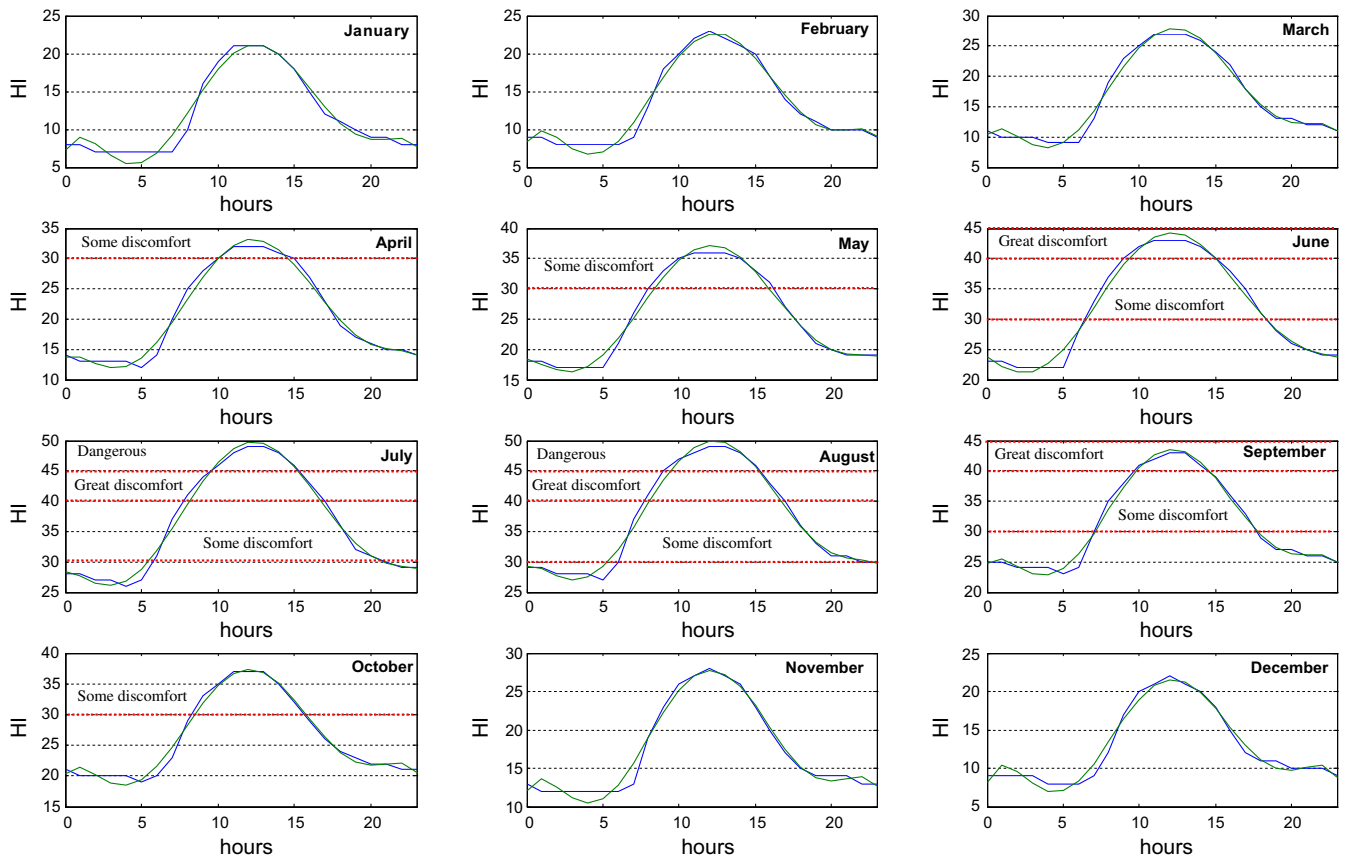 January
25
20
15
10
5
HI
0 5 10 15 20
hours
February
25
20
15
10
5
HI
0 5 10 15 20
hours
March
30
25
20
15
10
5
HI
0 5 10 15 20
hours
April
Some discomfort
35
30
25
20
15
10
HI
0 5 10 15 20
hours
May
Some discomfort
40
35
30
25
20
15
HI
0 5 10 15 20
hours
June
Great discomfort
Some discomfort
45
40
35
30
25
20
HI
0 5 10 15 20
hours
July
Dangerous
Great discomfort
Some discomfort
50
45
40
35
30
25
HI
0 5 10 15 20
hours
August
Dangerous
Great discomfort
Some discomfort
50
45
40
35
30
25
HI
0 5 10 15 20
hours
September
Great discomfort
Some discomfort
45
40
35
30
25
20
HI
0 5 10 15 20
hours
October
Some discomfort
40
35
30
25
20
15
HI
0 5 10 15 20
hours
November
30
25
20
15
10
HI
0 5 10 15 20
hours
December
25
20
15
10
5
HI
0 5 10 15 20
hours